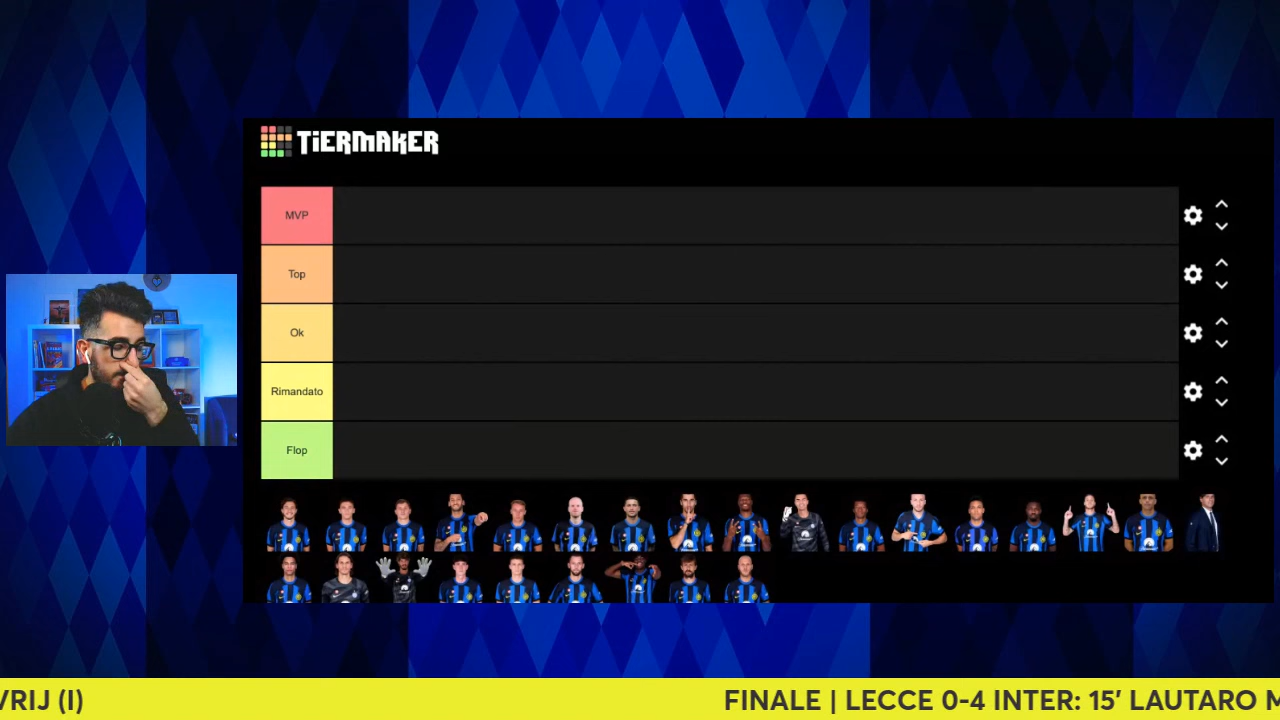 TiERMAKER
MVP
Top
Ok
Rimandato
Flop
VRIJ (I)
FINALE | LECCE 0-4 INTER: 15' LAUTARO M